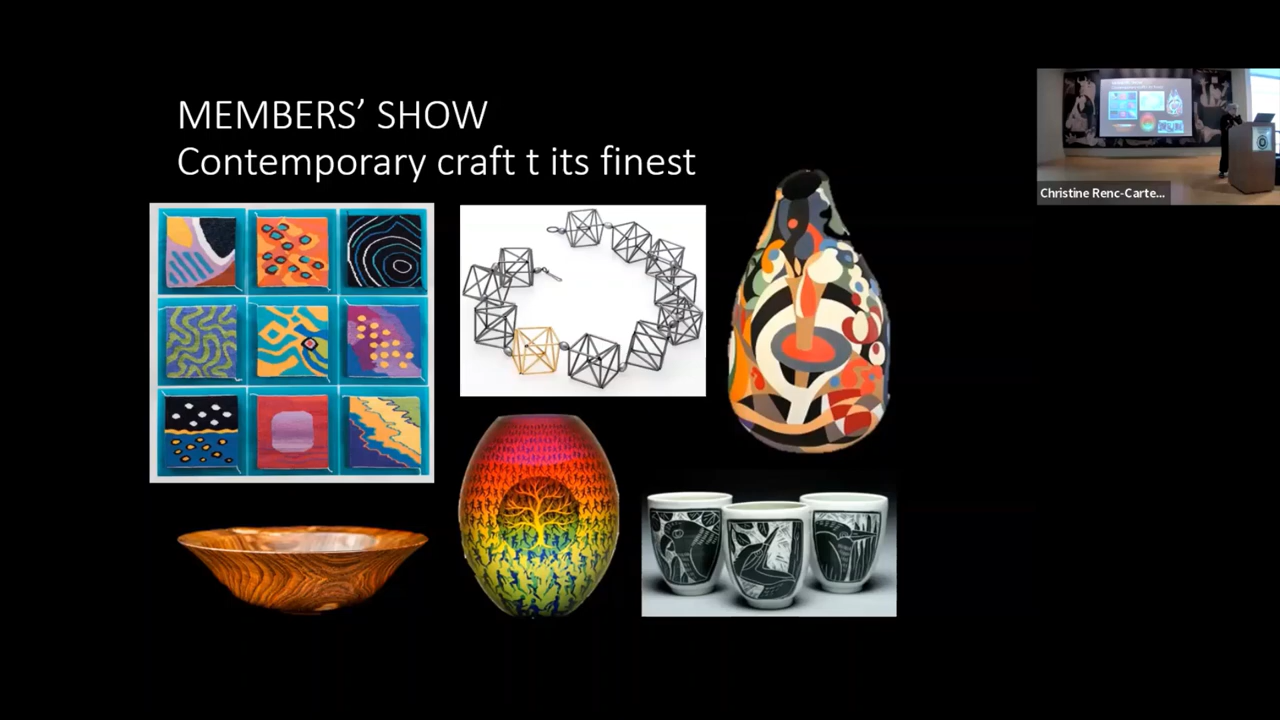 MEMBERS’ SHOW
Contemporary craft t its finest
Christine Renc-Carte...